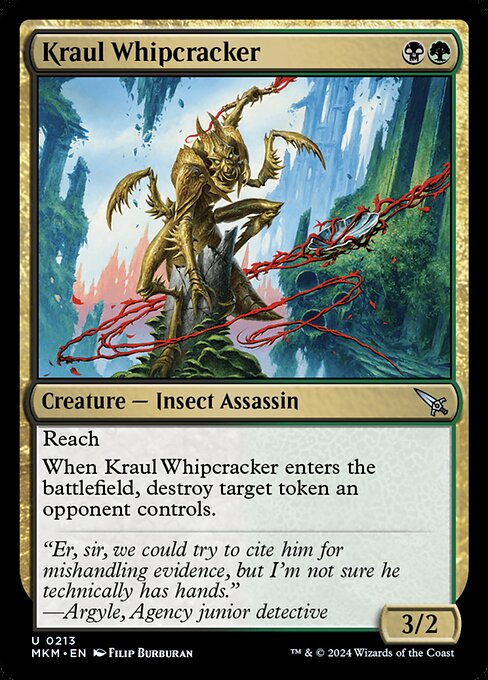 Kraul Whipcracker
Creature — Insect Assassin
Reach
When Kraul Whipcracker enters the
battlefield, destroy target token an
opponent controls.
“Er, sir, we could try to cite him for
mishandling evidence, but I’m not sure he
technically has hands.”
—Argyle, Agency junior detective
3/2
U 0213
MKM • EN Filip Burburan
™ & © 2024 Wizards of the Coast